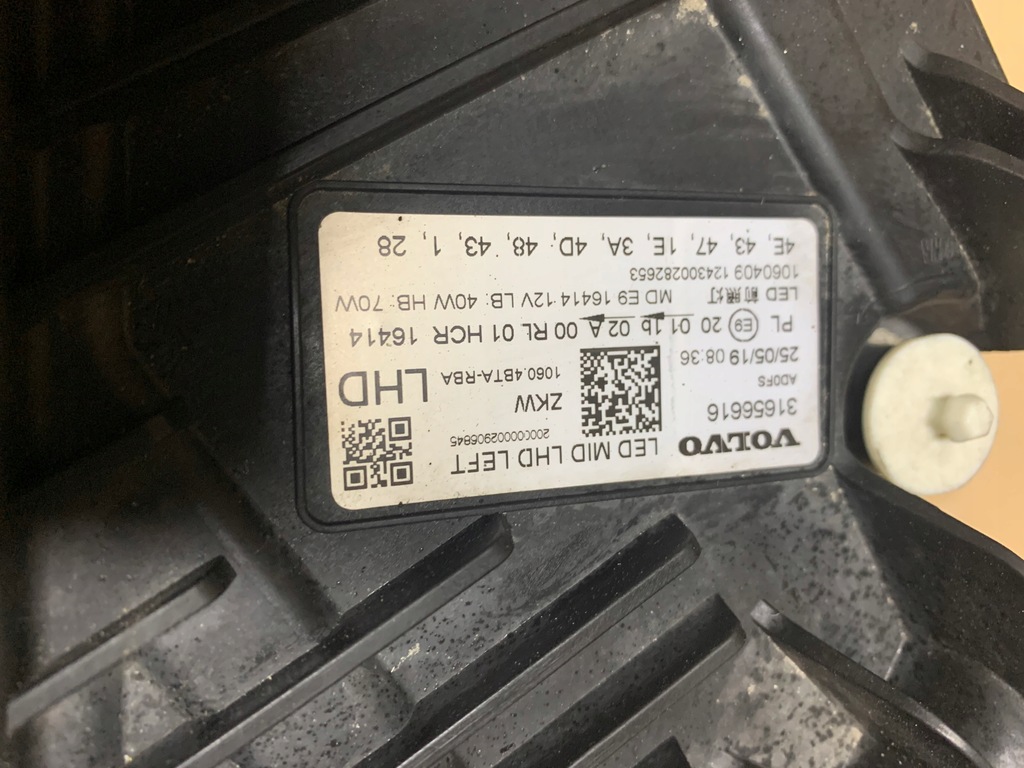 VOLVO LED MID LHD LEFT
31656616
ADOFS
25/05/19 08:36
ZKW 200000002906845
1060.4BTA-RBA LHD
PL E9 20 01 1b 02 A 00 RL 01 HCR 16414
LED 前照灯 MD E9 16414 12V LB: 40W HB: 70W
1060409 124300282653
4E, 43, 47, 1E, 3A, 4D, 48, 43, 1, 28